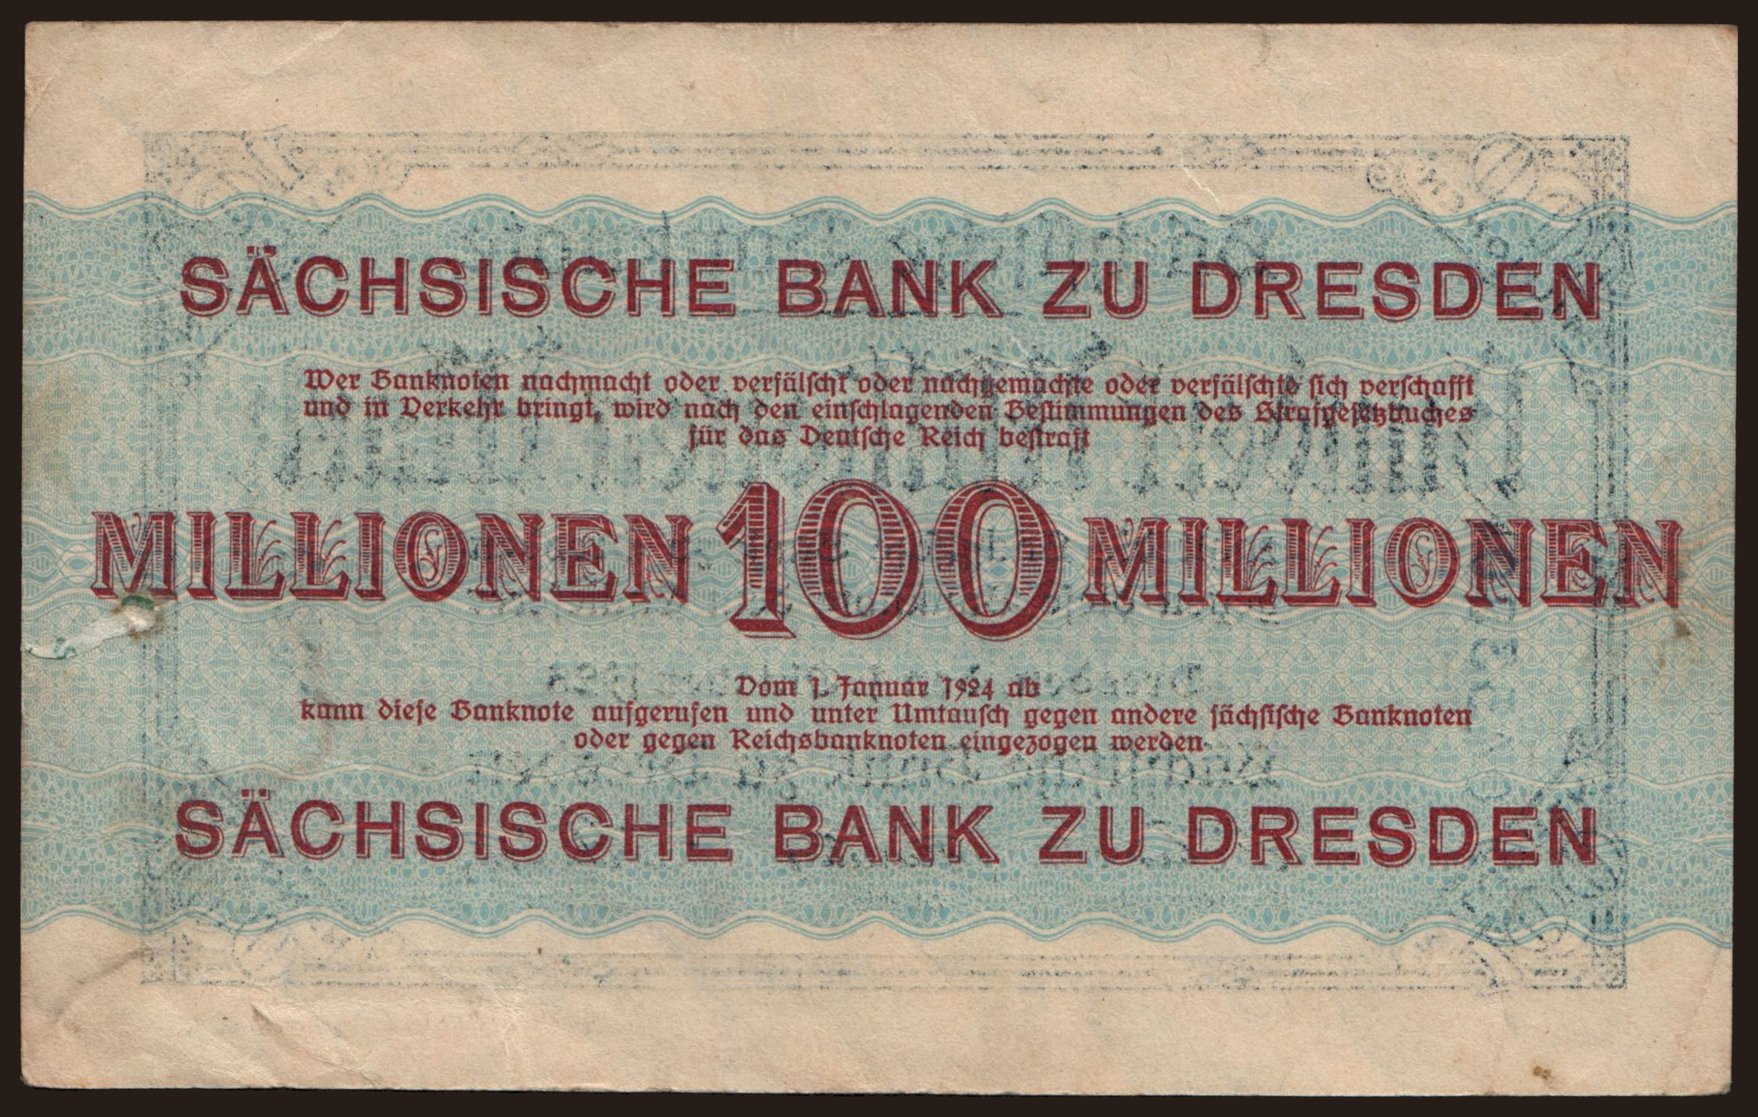 SÄCHSISCHE BANK ZU DRESDEN
Wer Banknoten nachmacht oder verfälscht oder nachgemachte oder verfälschte sich verschafft
und in Verkehr bringt, wird nach den einschlagenden Bestimmungen des Strafgesetzbuches
für das Deutsche Reich bestraft
MILLIONEN 100 MILLIONEN
Vom 1. Januar 1924 ab
kann diese Banknote aufgerufen und unter Umtausch gegen andere sächsische Banknoten
oder gegen Reichsbanknoten eingezogen werden
SÄCHSISCHE BANK ZU DRESDEN